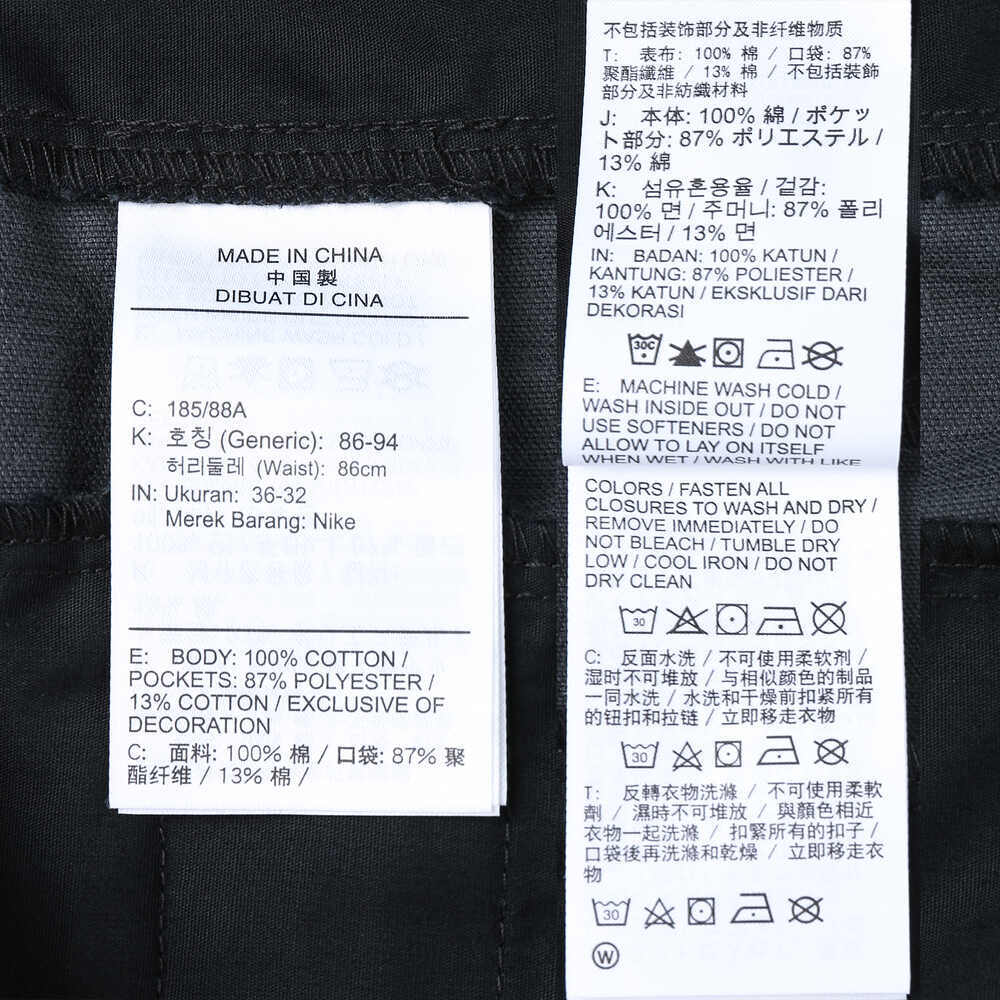 MADE IN CHINA
中国製
DIBUAT DI CINA
C: 185/88A
K: 호칭 (Generic): 86-94
허리둘레 (Waist): 86cm
IN: Ukuran: 36-32
Merek Barang: Nike
E: BODY: 100% COTTON /
POCKETS: 87% POLYESTER /
13% COTTON / EXCLUSIVE OF
DECORATION
C: 面料: 100% 棉 / 口袋: 87% 聚
酯纤维 / 13% 棉 /
不包括装饰部分及非纤维物质
T: 表布: 100% 棉 / 口袋: 87%
聚酯纖維 / 13% 棉 / 不包括裝飾
部分及非紡織材料
J: 本体: 100% 綿 / ポケッ
ト部分: 87% ポリエステル /
13% 綿
K: 섬유혼용율 / 겉감:
100% 면 / 주머니: 87% 폴리
에스터 / 13% 면
IN: BADAN: 100% KATUN /
KANTUNG: 87% POLIESTER /
13% KATUN / EKSKLUSIF DARI
DEKORASI
30C
E: MACHINE WASH COLD /
WASH INSIDE OUT / DO NOT
USE SOFTENERS / DO NOT
ALLOW TO LAY ON ITSELF
WHEN WET / WASH WITH LIKE
COLORS / FASTEN ALL
CLOSURES TO WASH AND DRY /
REMOVE IMMEDIATELY / DO
NOT BLEACH / TUMBLE DRY
LOW / COOL IRON / DO NOT
DRY CLEAN
30
C: 反面水洗 / 不可使用柔软剂 /
湿时不可堆放 / 与相似颜色的制品
一同水洗 / 水洗和干燥前扣紧所有
的钮扣和拉链 / 立即移走衣物
30
T: 反轉衣物洗滌 / 不可使用柔軟
劑 / 濕時不可堆放 / 與顏色相近
衣物一起洗滌 / 扣緊所有的扣子 /
口袋後再洗滌和乾燥 / 立即移走衣
物
30
W